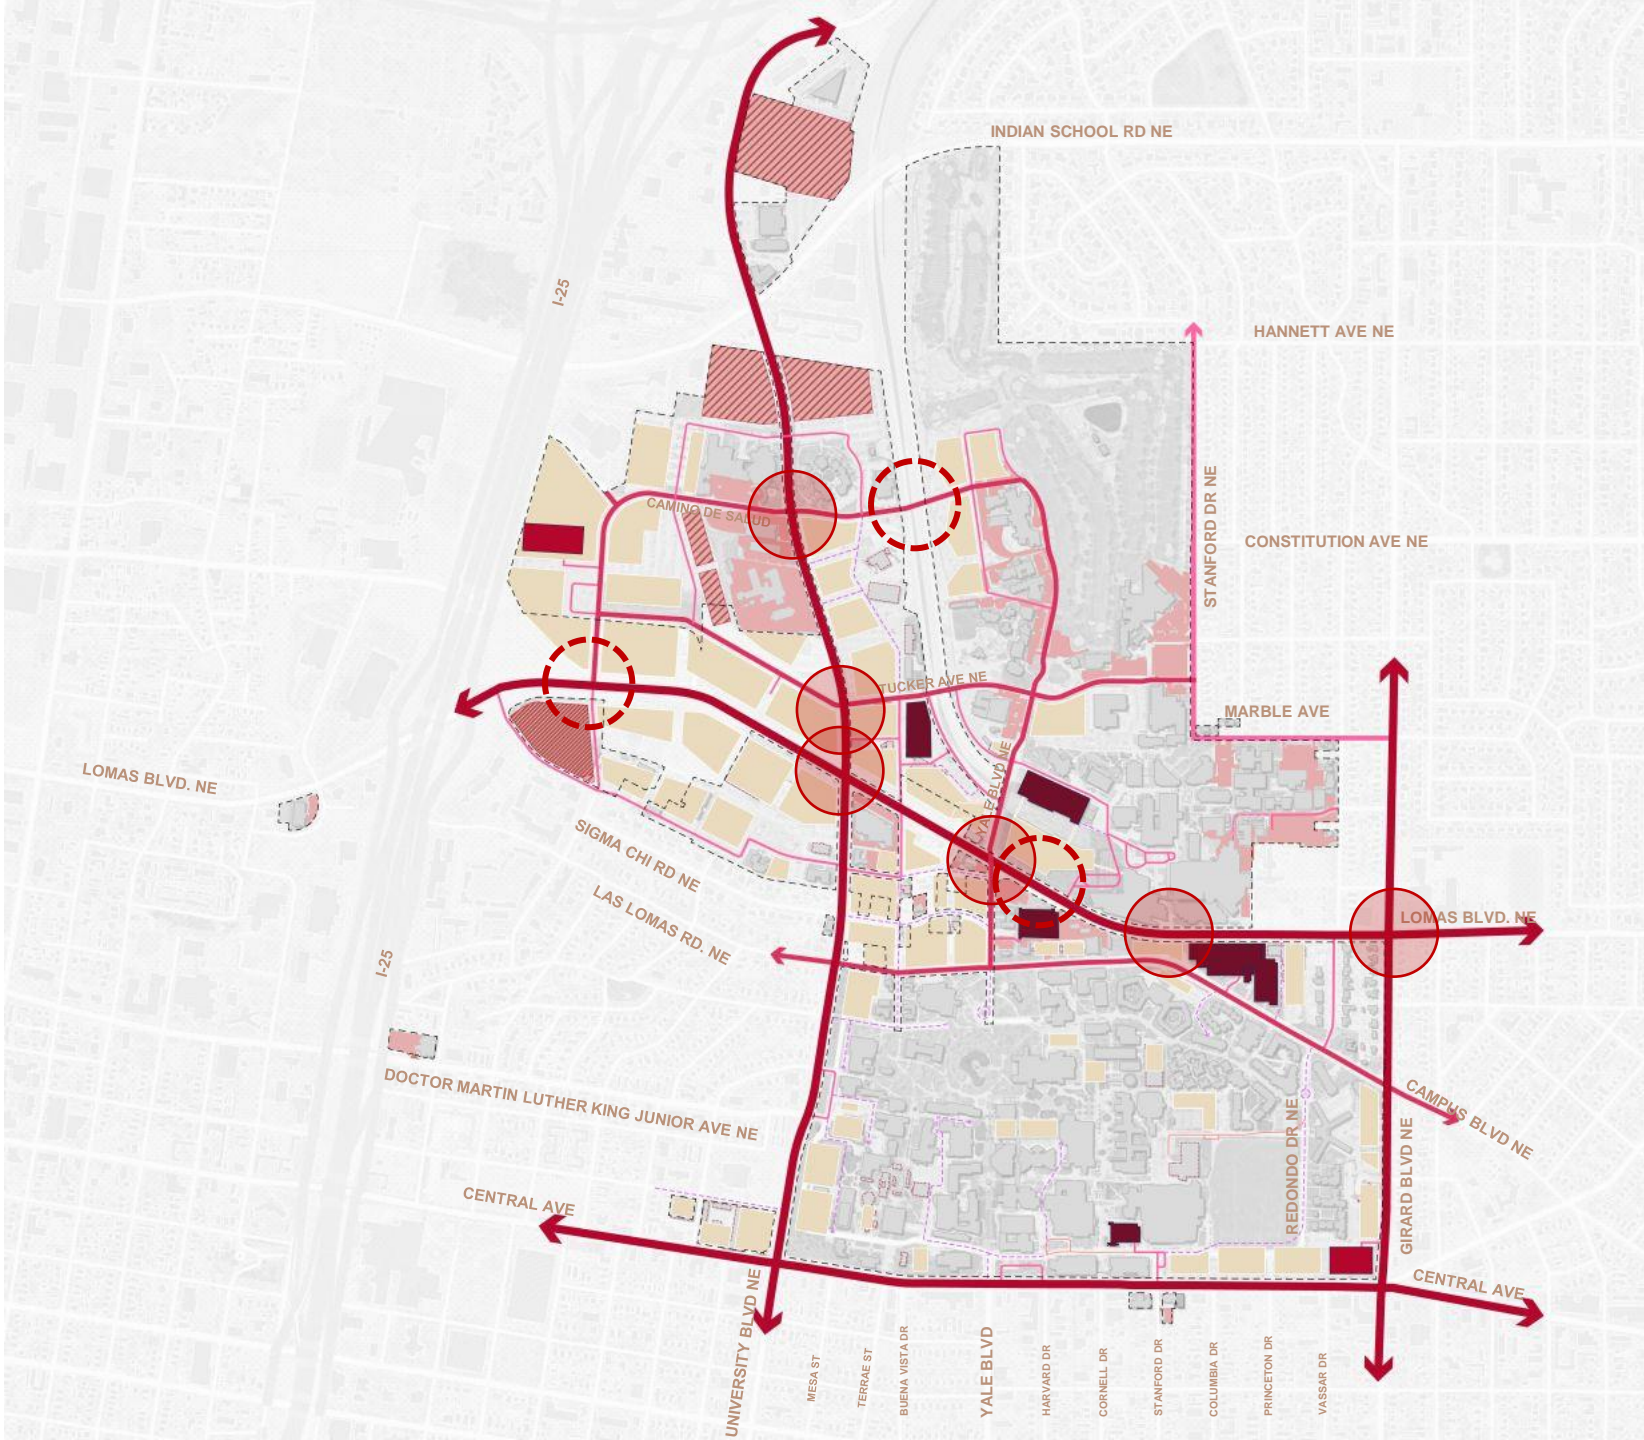 INDIAN SCHOOL RD NE
I-25
HANNETT AVE NE
STANFORD DR NE
CAMINO DE SALUD
CONSTITUTION AVE NE
TUCKER AVE NE
MARBLE AVE
LOMAS BLVD. NE
YALE BLVD NE
SIGMA CHI RD NE
LAS LOMAS RD. NE
LOMAS BLVD. NE
I-25
DOCTOR MARTIN LUTHER KING JUNIOR AVE NE
CAMPUS BLVD NE
REDONDO DR NE
GIRARD BLVD NE
CENTRAL AVE
CENTRAL AVE
UNIVERSITY BLVD NE
MESA ST
TERRAE ST
BUENA VISTA DR
YALE BLVD
HARVARD DR
CORNELL DR
STANFORD DR
COLUMBIA DR
PRINCETON DR
VASSAR DR